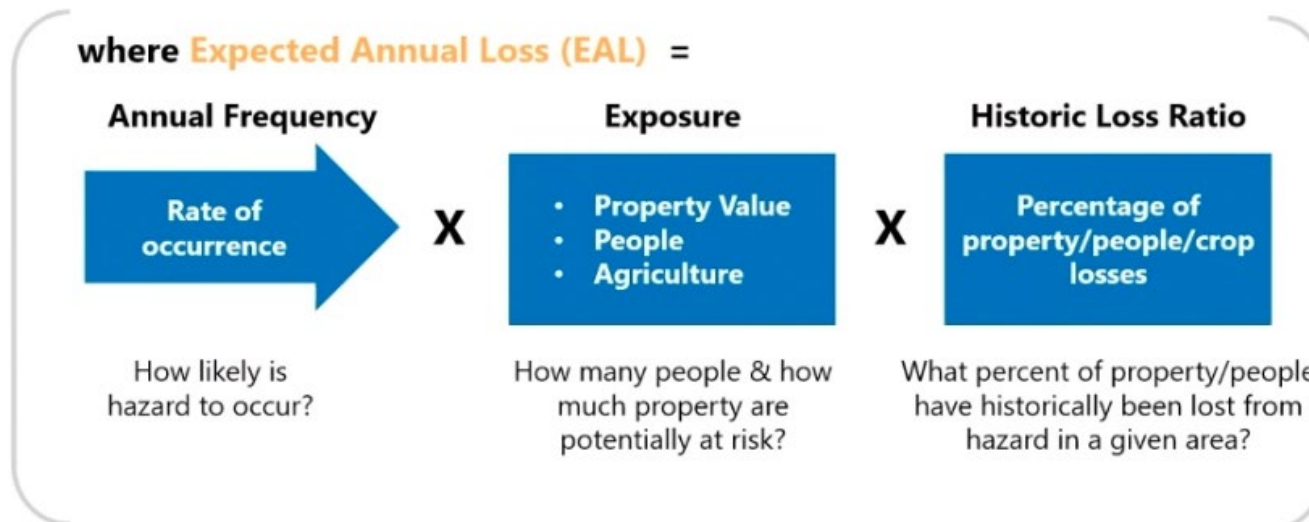 where Expected Annual Loss (EAL) =
Annual Frequency
Exposure
Historic Loss Ratio
Rate of
occurrence
X
• Property Value
• People
• Agriculture
X
Percentage of
property/people/crop
losses
How likely is
hazard to occur?
How many people & how
much property are
potentially at risk?
What percent of property/people
have historically been lost from
hazard in a given area?